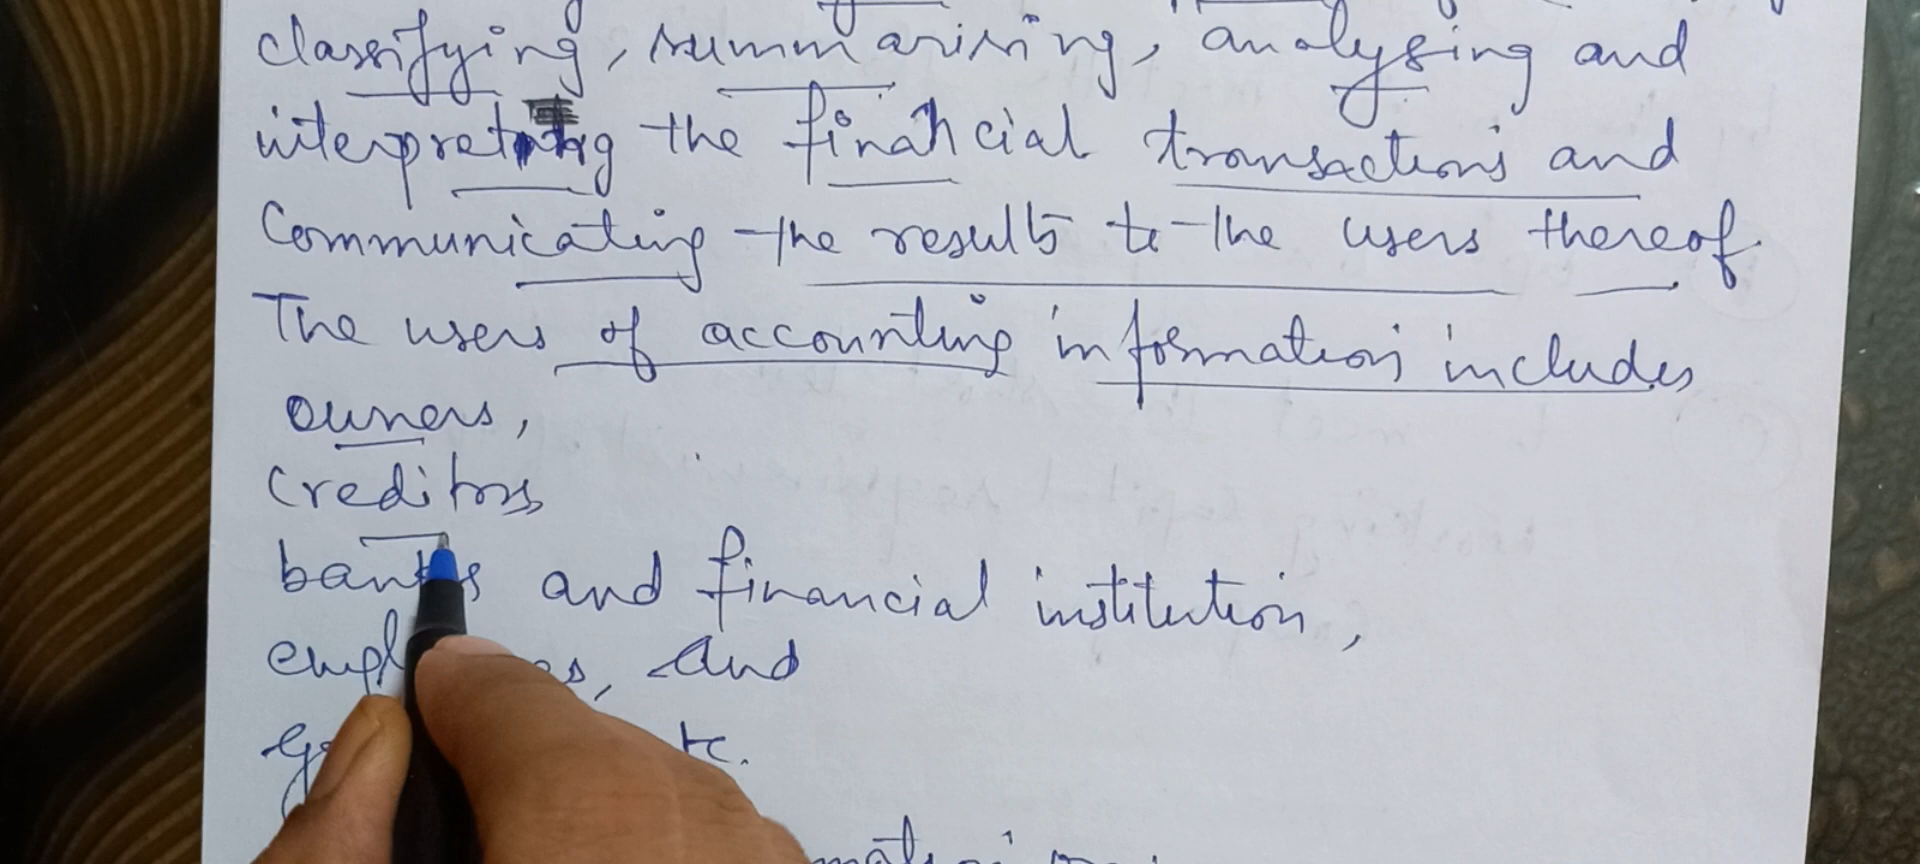 classifying, summarising, analysing and
interpreting the financial transactions and
Communicating the results to the users thereof.
The users of accounting information includes
owners,
Creditors
banks and financial institution,
and